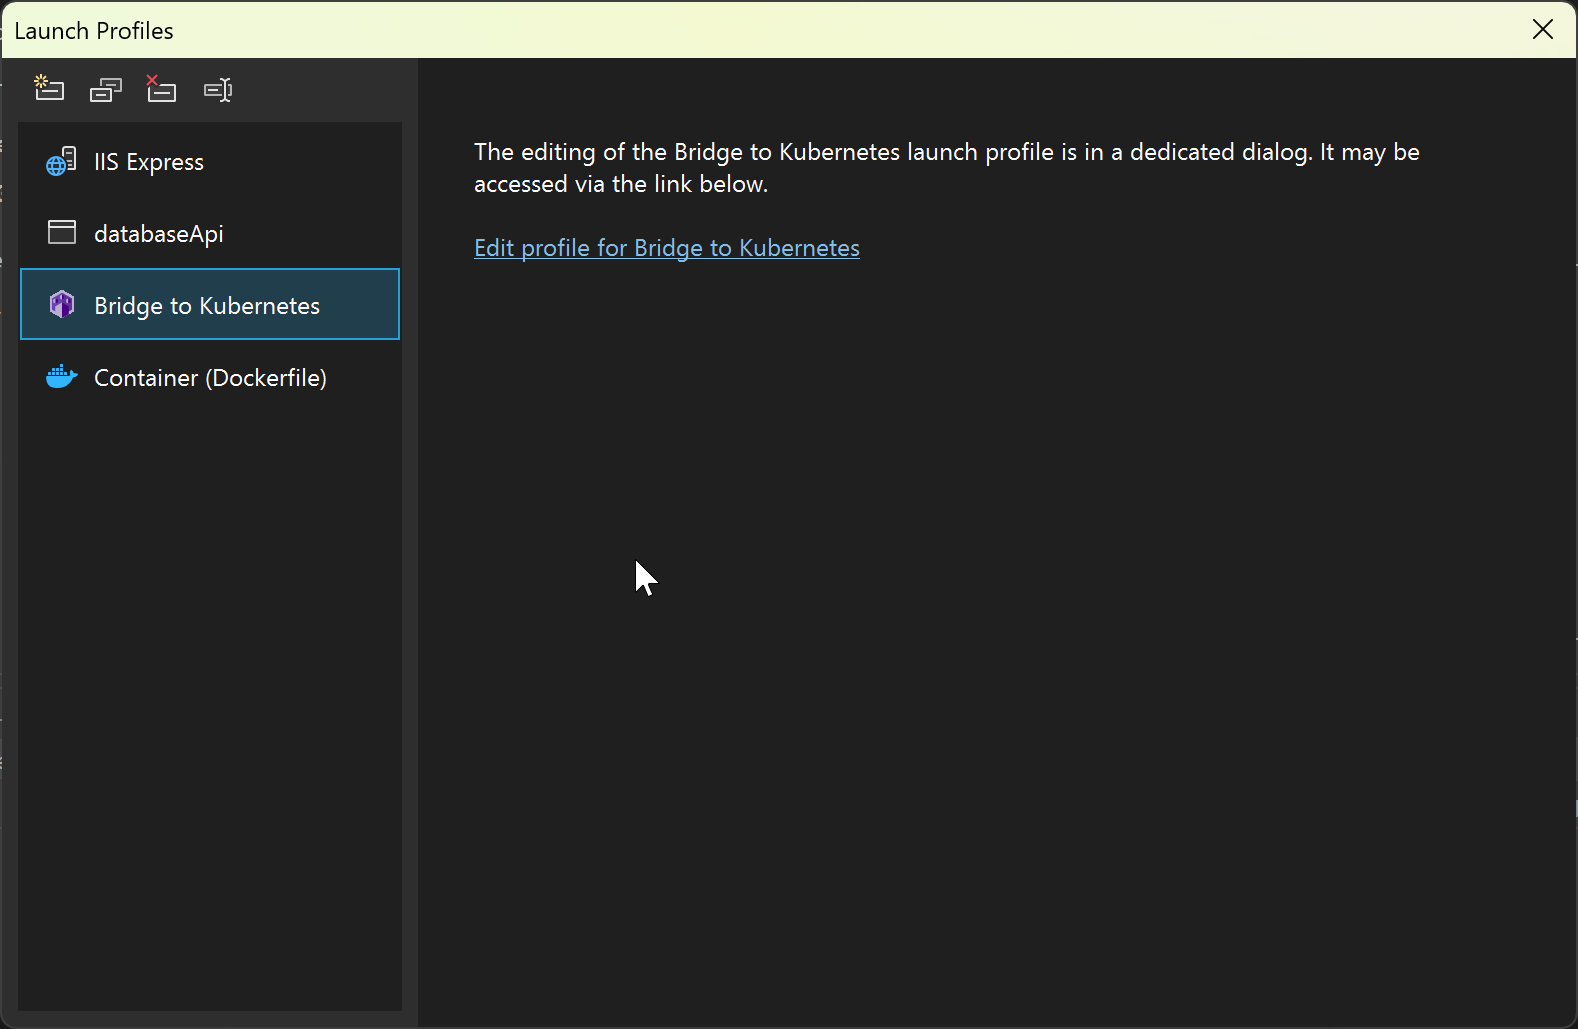 Launch Profiles
IIS Express
databaseApi
Bridge to Kubernetes
Container (Dockerfile)
The editing of the Bridge to Kubernetes launch profile is in a dedicated dialog. It may be
accessed via the link below.
Edit profile for Bridge to Kubernetes